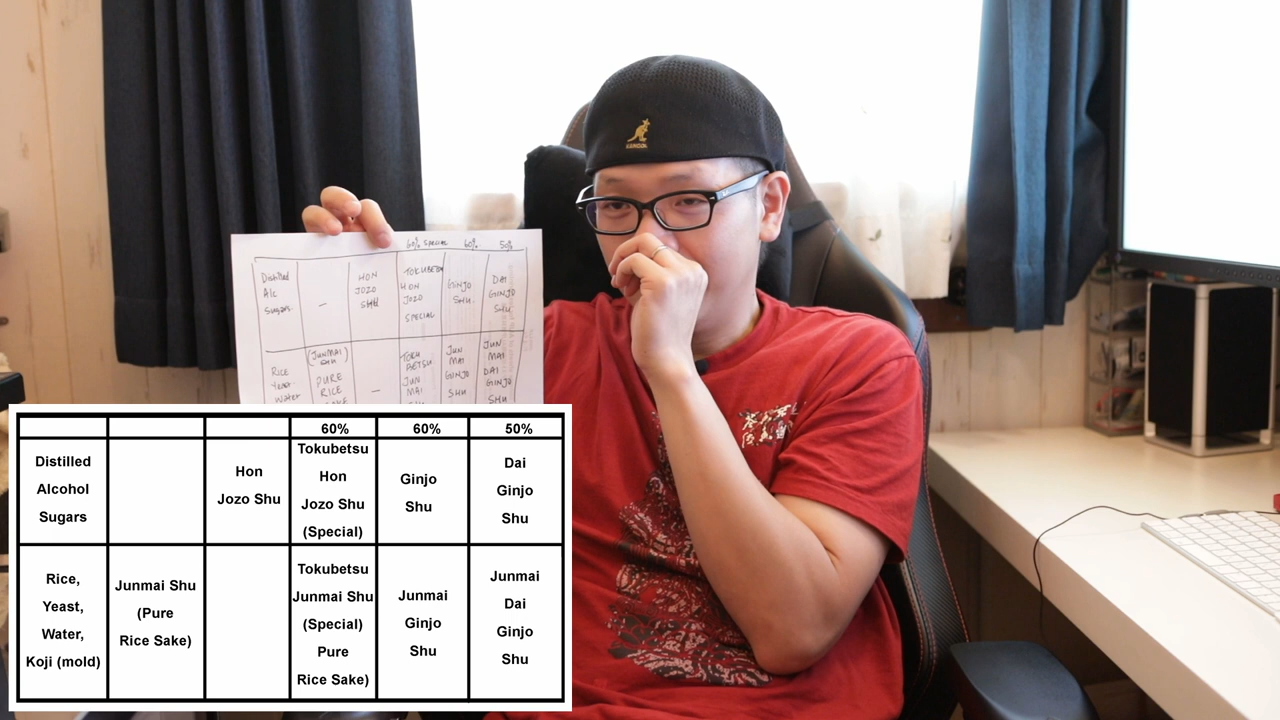 KANGOL
60% Special 60% 50%
Distilled
Alc
Sugars
-
HON
JOZO
SHU
TOKUBETSU
HON
JOZO
SPECIAL
GINJO
SHU
DAI
GINJO
SHU
RICE
Yeast
Water
(JUNMAI
SHU)
PURE
RICE
-
TOKU
BETSU
JUN
MAI
JUN
MAI
GINJO
SHU
JUN
MAI
DAI
GINJO
SHU
60% 60% 50%
Distilled
Alcohol
Sugars
Hon
Jozo Shu
Tokubetsu
Hon
Jozo Shu
(Special)
Ginjo
Shu
Dai
Ginjo
Shu
Rice,
Yeast,
Water,
Koji (mold)
Junmai Shu
(Pure
Rice Sake)
Tokubetsu
Junmai Shu
(Special)
Pure
Rice Sake)
Junmai
Ginjo
Shu
Junmai
Dai
Ginjo
Shu